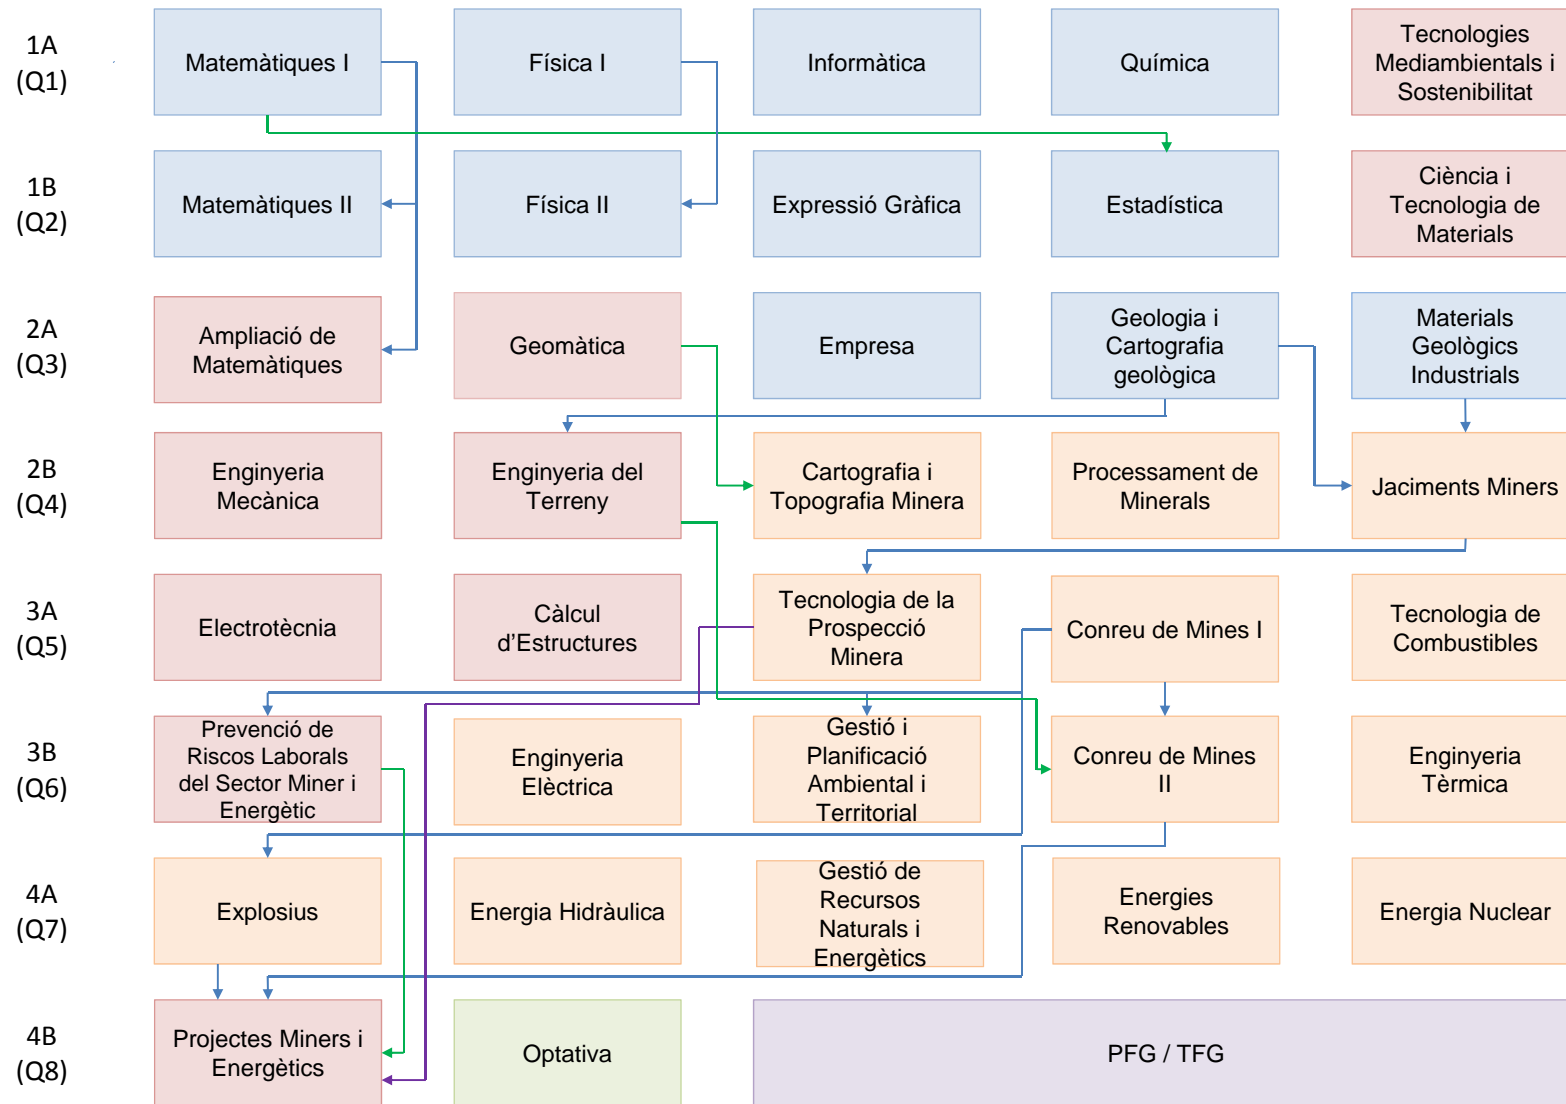 1A
(Q1)
Matemàtiques I
Física I
Informàtica
Química
Tecnologies
Mediambientals i
Sostenibilitat
1B
(Q2)
Matemàtiques II
Física II
Expressió Gràfica
Estadística
Ciència i
Tecnologia de
Materials
2A
(Q3)
Ampliació de
Matemàtiques
Geomàtica
Empresa
Geologia i
Cartografia
geològica
Materials
Geològics
Industrials
2B
(Q4)
Enginyeria
Mecànica
Enginyeria del
Terreny
Cartografia i
Topografia Minera
Processament de
Minerals
Jaciments Miners
3A
(Q5)
Electrotècnia
Càlcul
d'Estructures
Tecnologia de la
Prospecció
Minera
Conreu de Mines I
Tecnologia de
Combustibles
3B
(Q6)
Prevenció de
Riscos Laborals
del Sector Miner i
Energètic
Enginyeria
Elèctrica
Gestió i
Planificació
Ambiental i
Territorial
Conreu de Mines
II
Enginyeria
Tèrmica
4A
(Q7)
Explosius
Energia Hidràulica
Gestió de
Recursos
Naturals i
Energètics
Energies
Renovables
Energia Nuclear
4B
(Q8)
Projectes Miners i
Energètics
Optativa
PFG / TFG